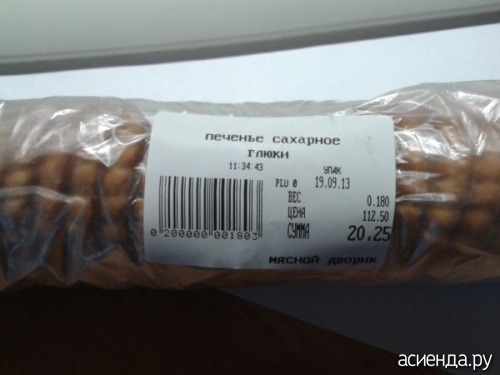 печенье сахарное
глюки
11:34:43
УПАК
PLU 0 19.09.13
ВЕС 0.180
ЦЕНА 112.50
СУММА 20,25
0 200000 001803
МЯСНОЙ ДВОРИК
асиенда.ру